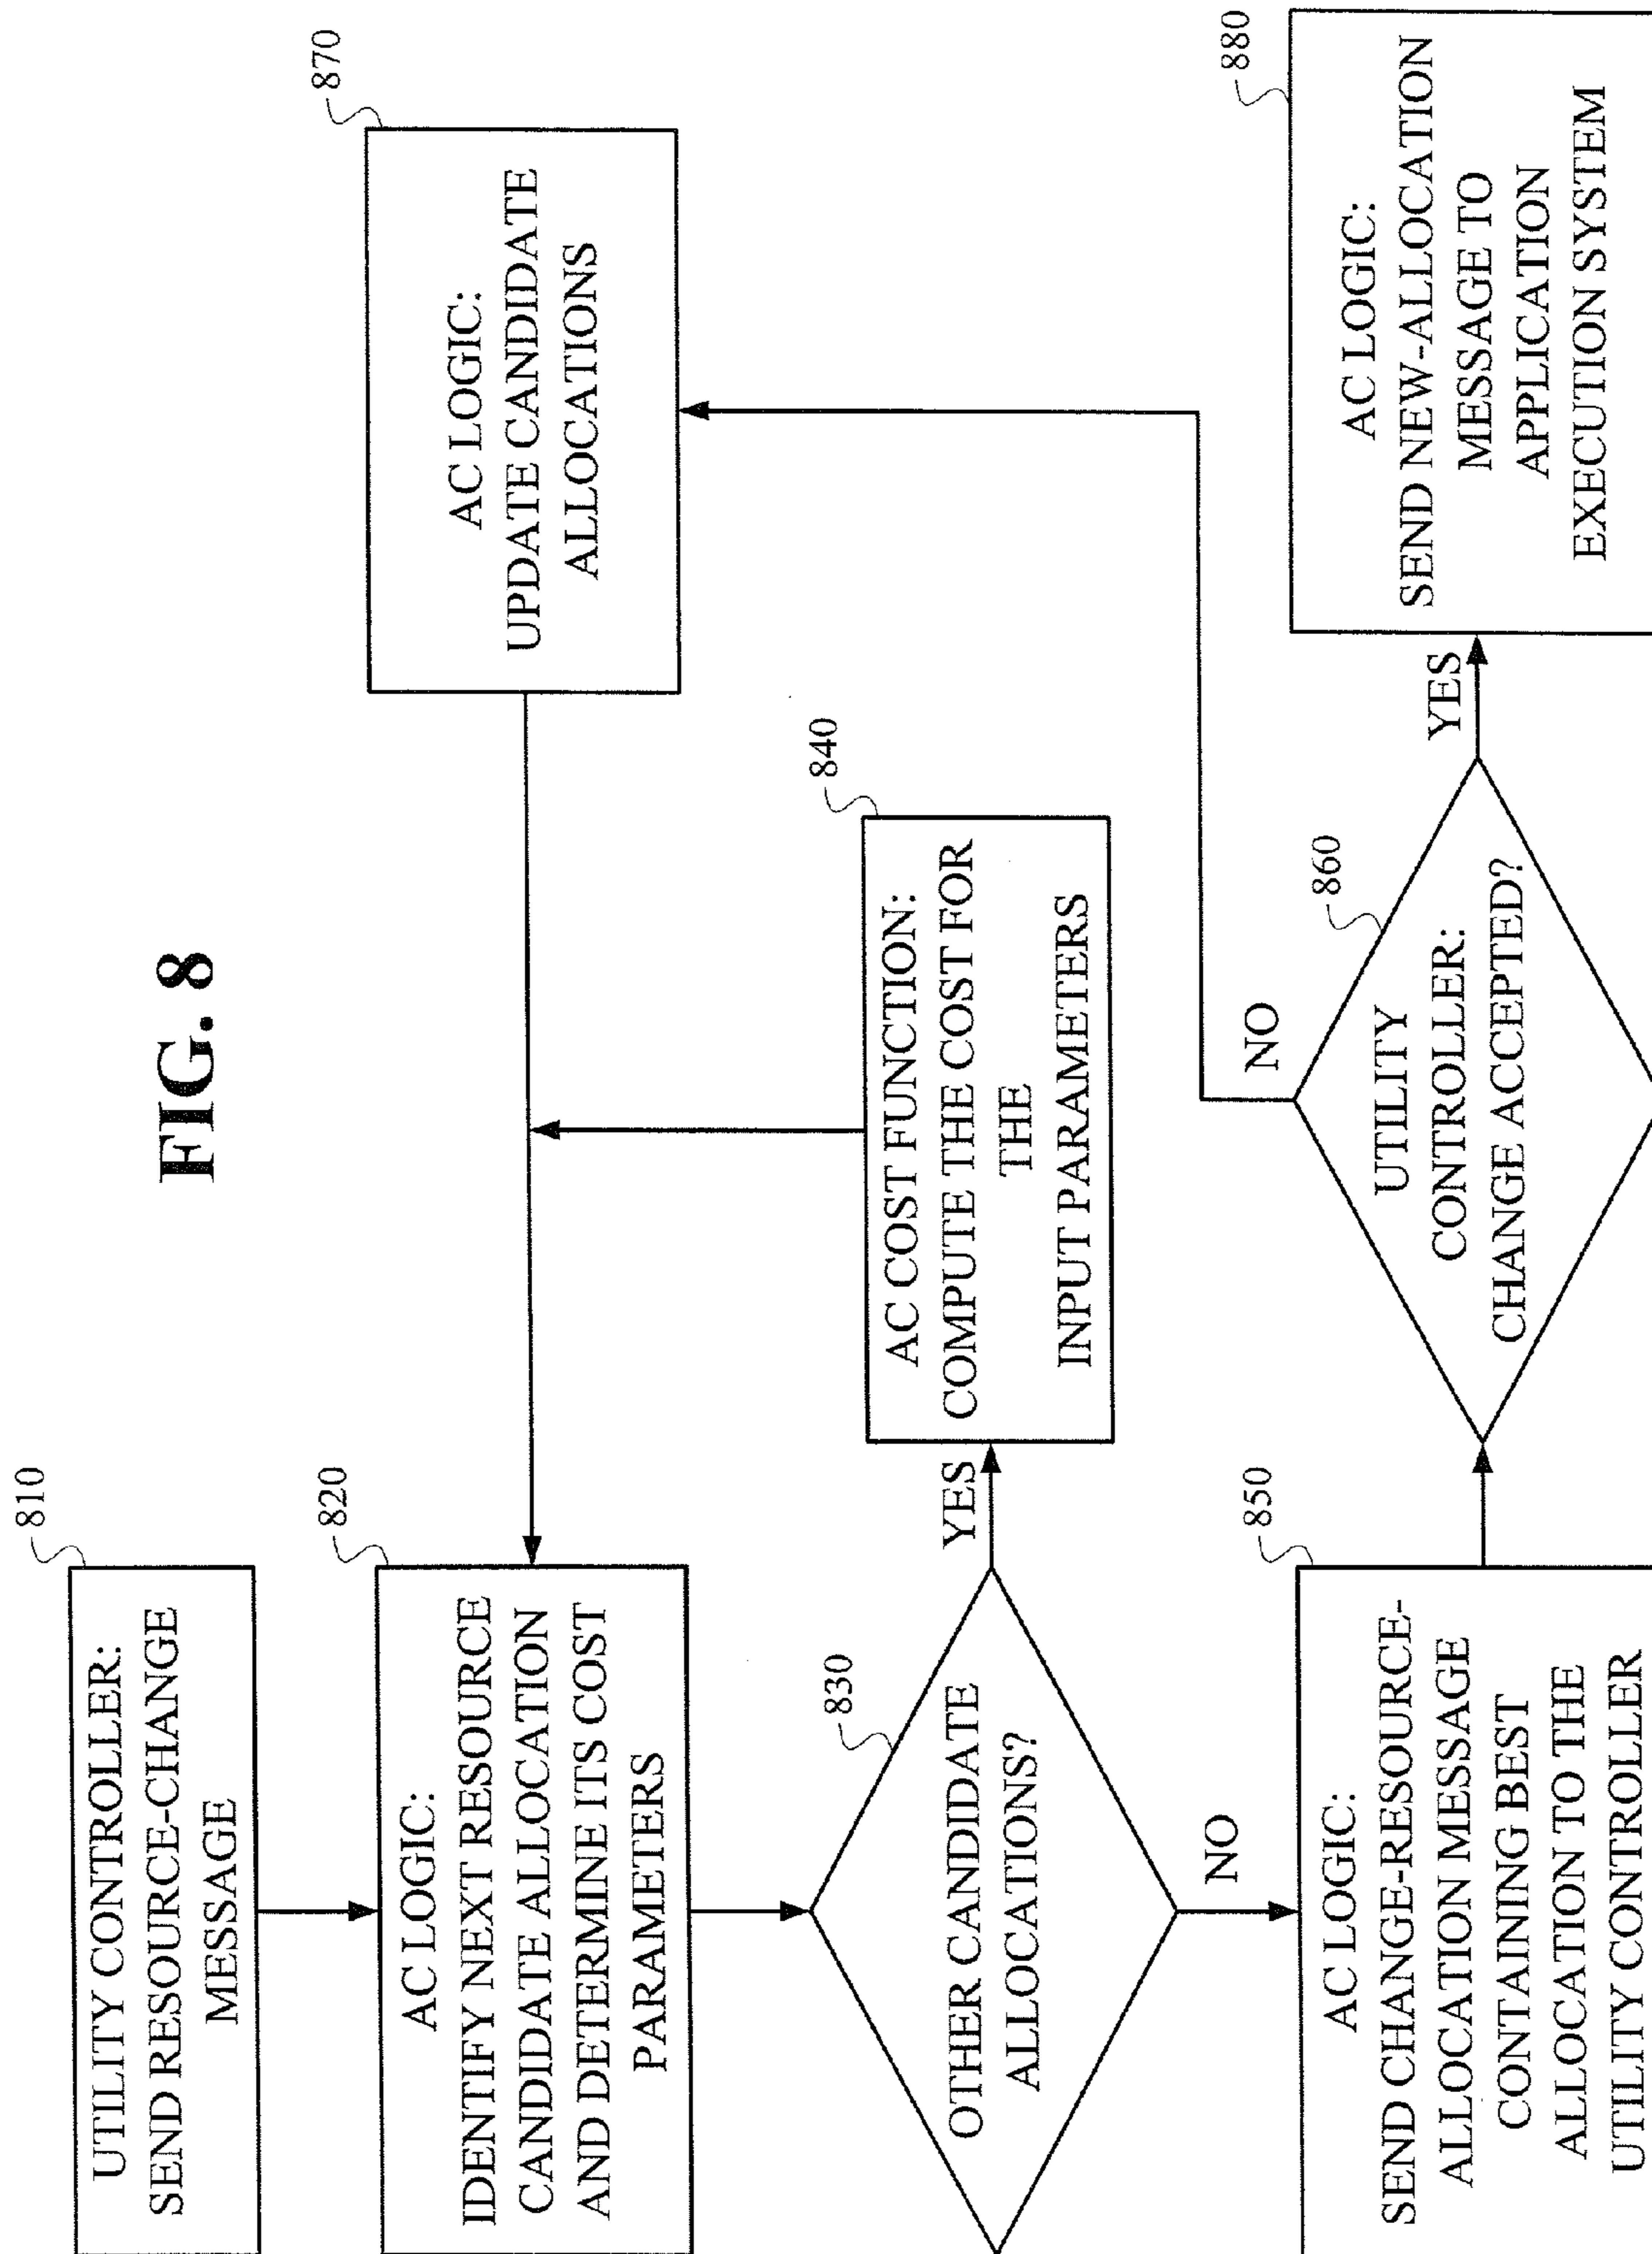 FIG. 8
810
UTILITY CONTROLLER:
SEND RESOURCE-CHANGE
MESSAGE
820
AC LOGIC:
IDENTIFY NEXT RESOURCE
CANDIDATE ALLOCATION
AND DETERMINE ITS COST
PARAMETERS
870
AC LOGIC:
UPDATE CANDIDATE
ALLOCATIONS
830
OTHER CANDIDATE
ALLOCATIONS?
YES
NO
840
AC COST FUNCTION:
COMPUTE THE COST FOR
THE
INPUT PARAMETERS
850
AC LOGIC:
SEND CHANGE-RESOURCE-
ALLOCATION MESSAGE
CONTAINING BEST
ALLOCATION TO THE
UTILITY CONTROLLER
860
UTILITY
CONTROLLER:
CHANGE ACCEPTED?
NO
YES
880
AC LOGIC:
SEND NEW-ALLOCATION
MESSAGE TO
APPLICATION
EXECUTION SYSTEM